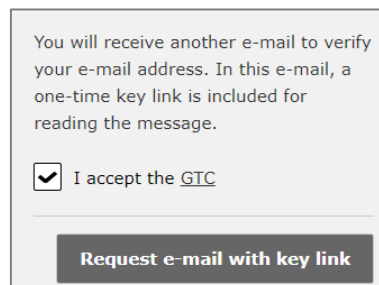 You will receive another e-mail to verify
your e-mail address. In this e-mail, a
one-time key link is included for
reading the message.
I accept the GTC
Request e-mail with key link